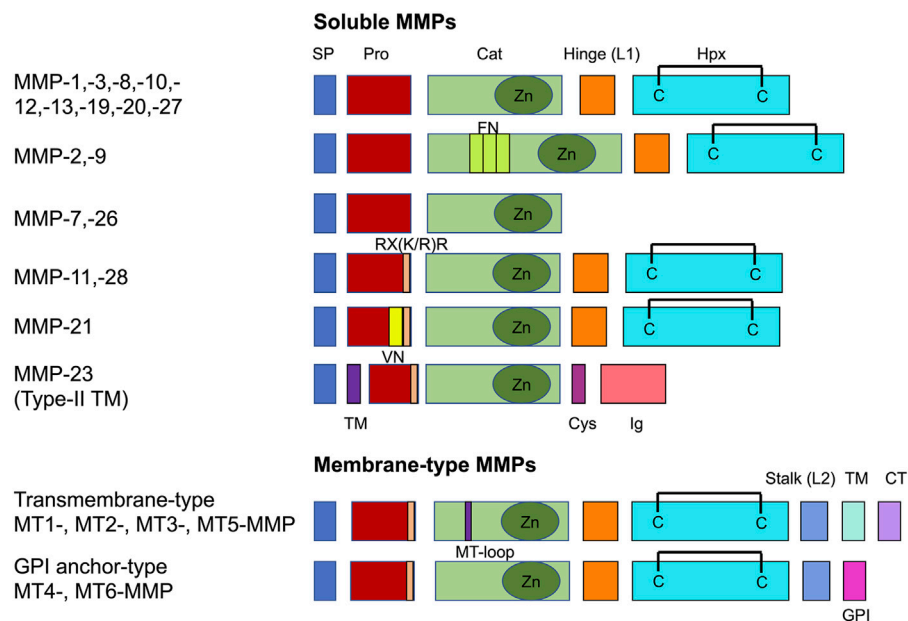 Soluble MMPs
SP Pro Cat Hinge (L1) Hpx
MMP-1,-3,-8,-10,-
12,-13,-19,-20,-27
Zn C C
MMP-2,-9
FN
Zn C C
MMP-7,-26
Zn
RX(K/R)R
MMP-11,-28
Zn C C
MMP-21
Zn C C
VN
MMP-23
(Type-II TM)
Zn
TM Cys Ig
Membrane-type MMPs
Stalk (L2) TM CT
Transmembrane-type
MT1-, MT2-, MT3-, MT5-MMP
Zn C C
MT-loop
GPI anchor-type
MT4-, MT6-MMP
Zn C C
GPI